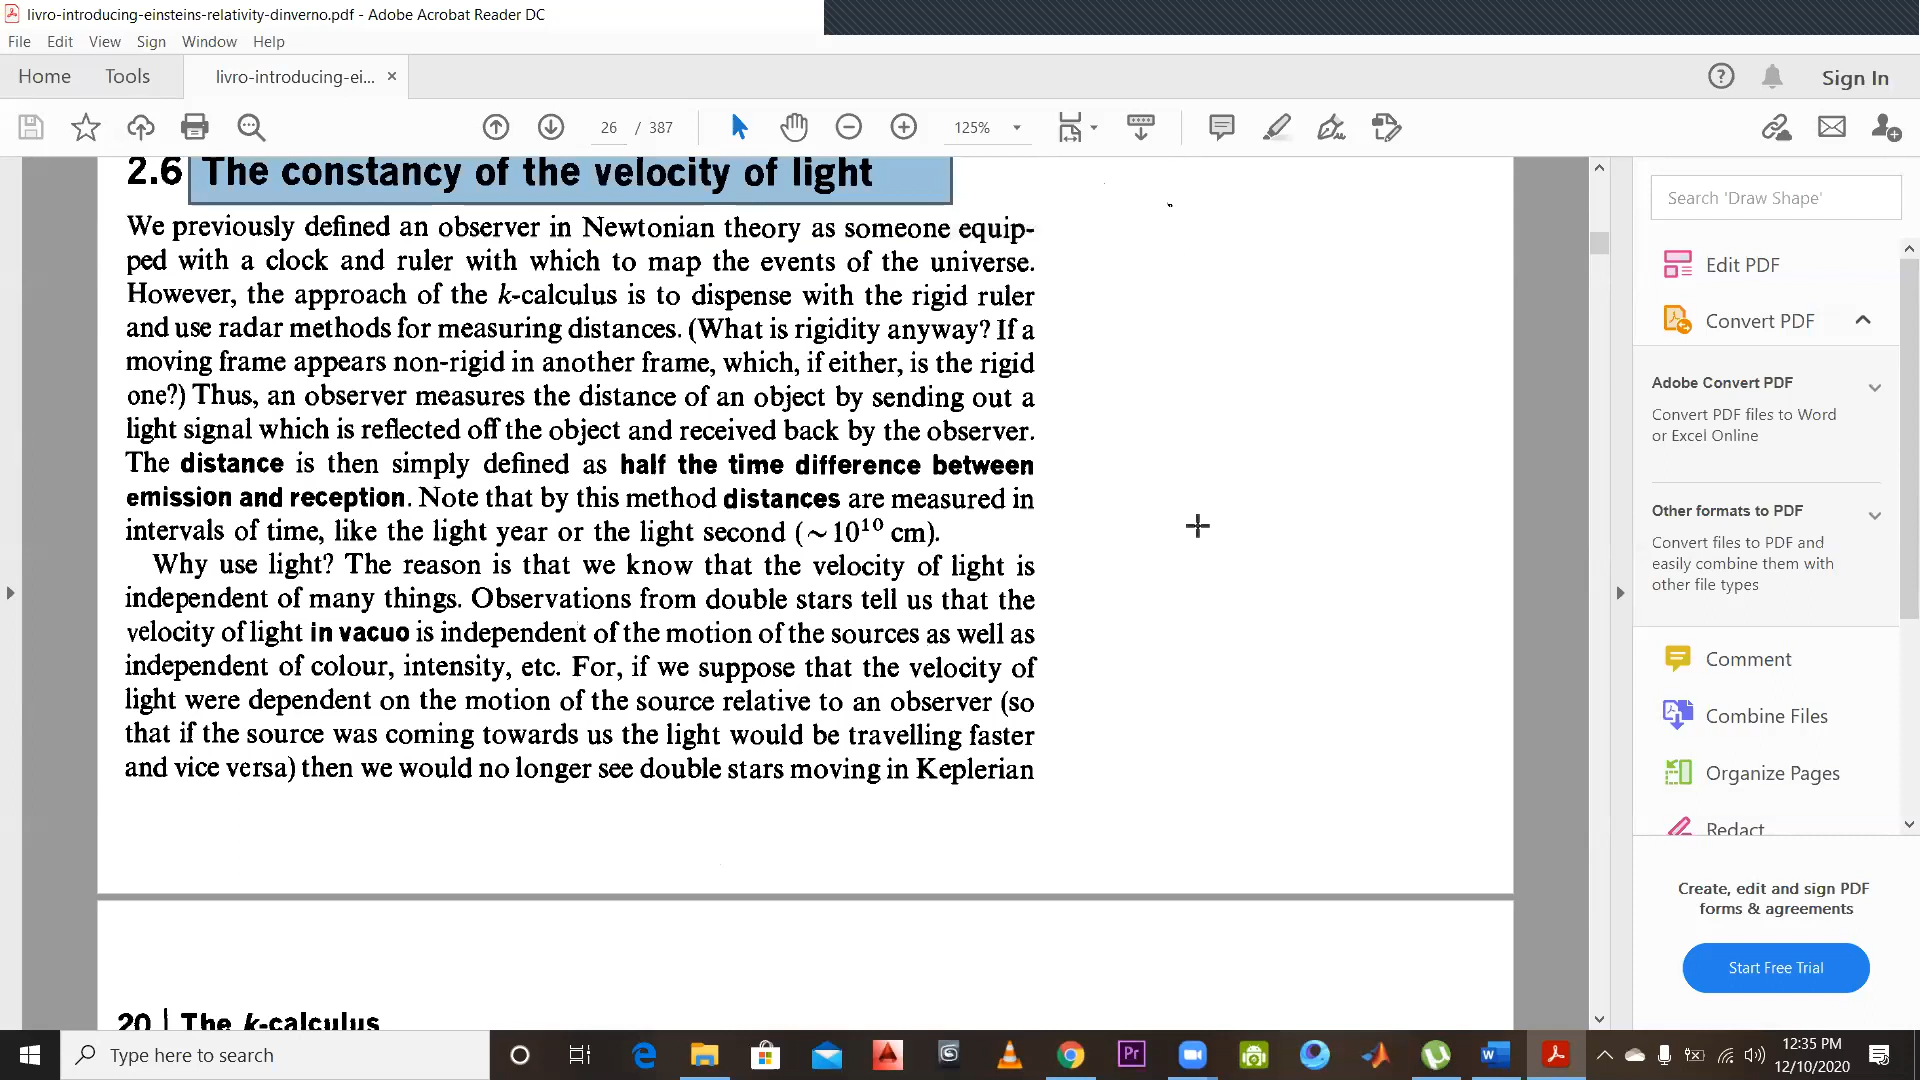 livro-introducing-einsteins-relativity-dinverno.pdf - Adobe Acrobat Reader DC
File Edit View Sign Window Help
Home Tools livro-introducing-ei... × ? Sign In
26 / 387 125%
2.6 The constancy of the velocity of light
We previously defined an observer in Newtonian theory as someone equip-
ped with a clock and ruler with which to map the events of the universe.
However, the approach of the k-calculus is to dispense with the rigid ruler
and use radar methods for measuring distances. (What is rigidity anyway? If a
moving frame appears non-rigid in another frame, which, if either, is the rigid
one?) Thus, an observer measures the distance of an object by sending out a
light signal which is reflected off the object and received back by the observer.
The distance is then simply defined as half the time difference between
emission and reception. Note that by this method distances are measured in
intervals of time, like the light year or the light second (~10¹⁰ cm).
Why use light? The reason is that we know that the velocity of light is
independent of many things. Observations from double stars tell us that the
velocity of light in vacuo is independent of the motion of the sources as well as
independent of colour, intensity, etc. For, if we suppose that the velocity of
light were dependent on the motion of the source relative to an observer (so
that if the source was coming towards us the light would be travelling faster
and vice versa) then we would no longer see double stars moving in Keplerian
20 | The k-calculus
Search 'Draw Shape'
Edit PDF
Convert PDF
Adobe Convert PDF
Convert PDF files to Word
or Excel Online
Other formats to PDF
Convert files to PDF and
easily combine them with
other file types
Comment
Combine Files
Organize Pages
Redact
Create, edit and sign PDF
forms & agreements
Start Free Trial
Type here to search
Pr
12:35 PM
12/10/2020